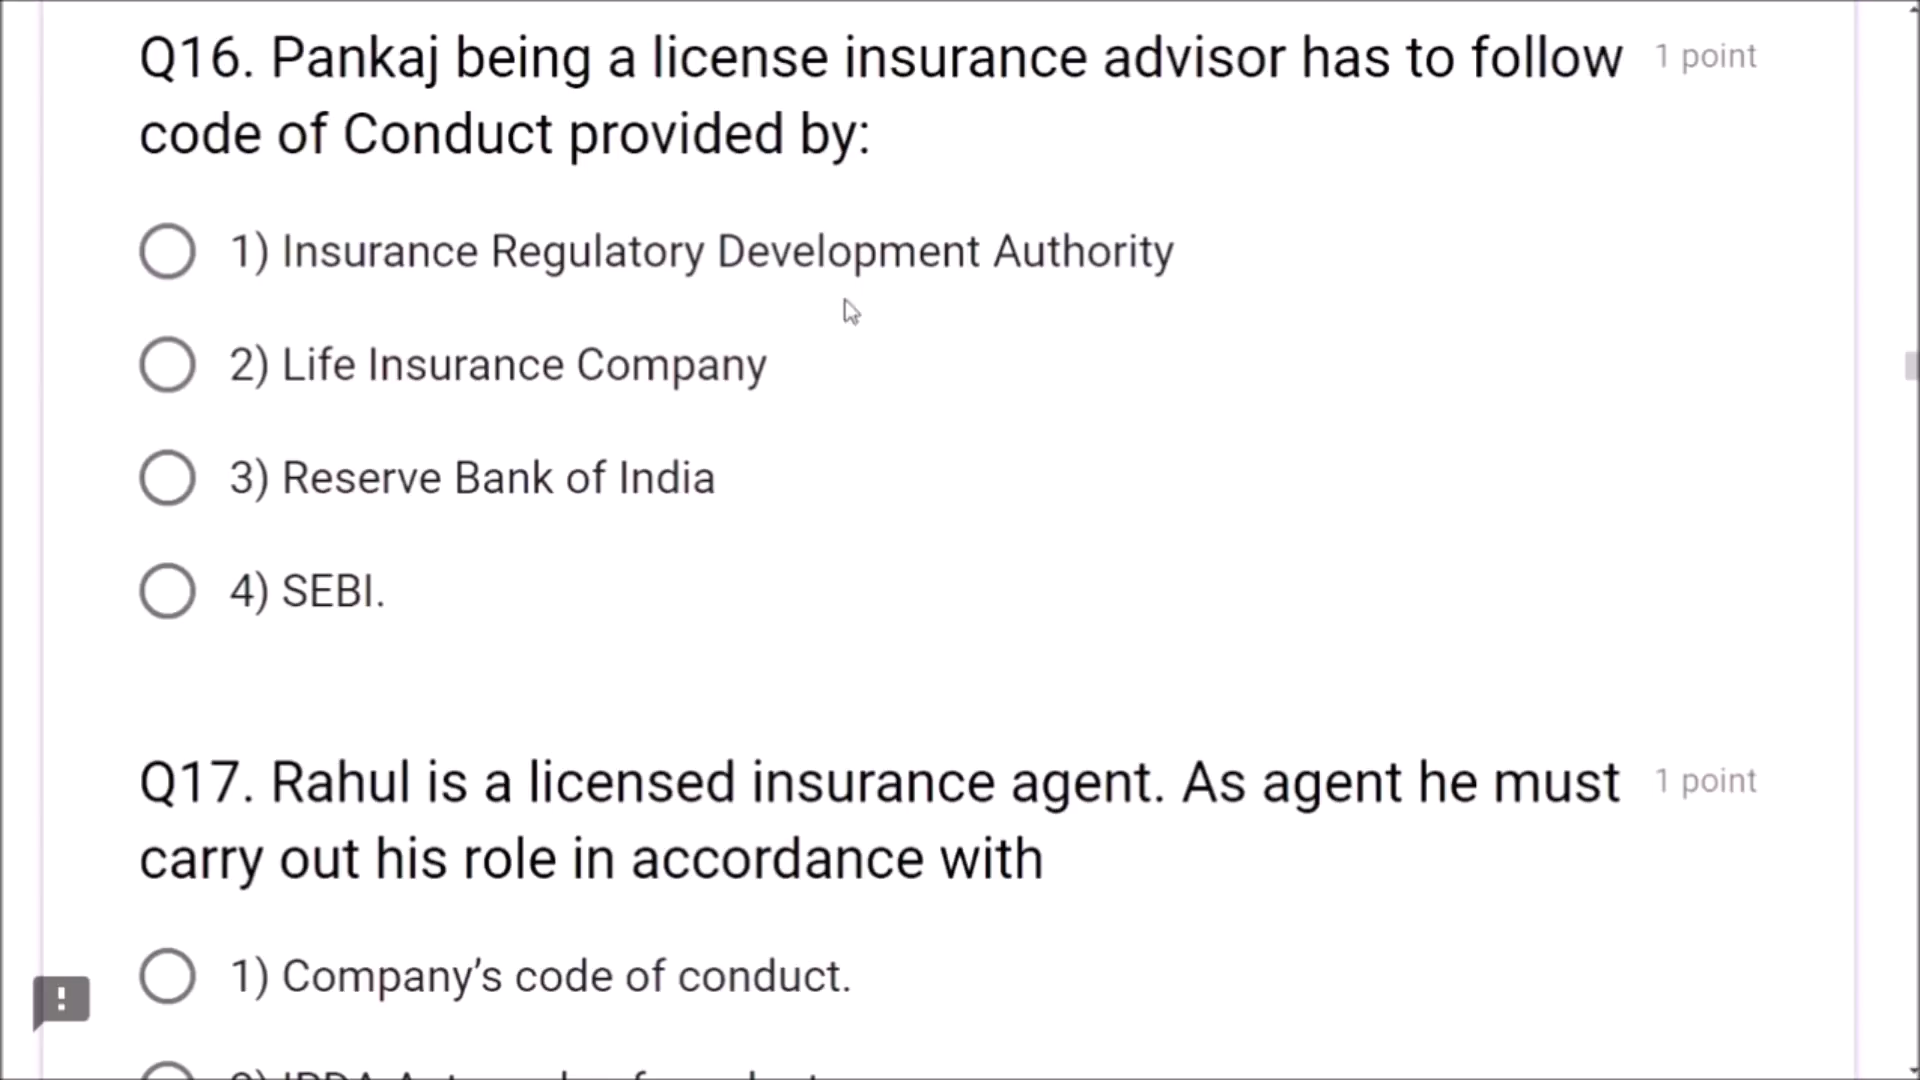 Q16. Pankaj being a license insurance advisor has to follow 1 point
code of Conduct provided by:
1) Insurance Regulatory Development Authority
2) Life Insurance Company
3) Reserve Bank of India
4) SEBI.
Q17. Rahul is a licensed insurance agent. As agent he must 1 point
carry out his role in accordance with
1) Company's code of conduct.